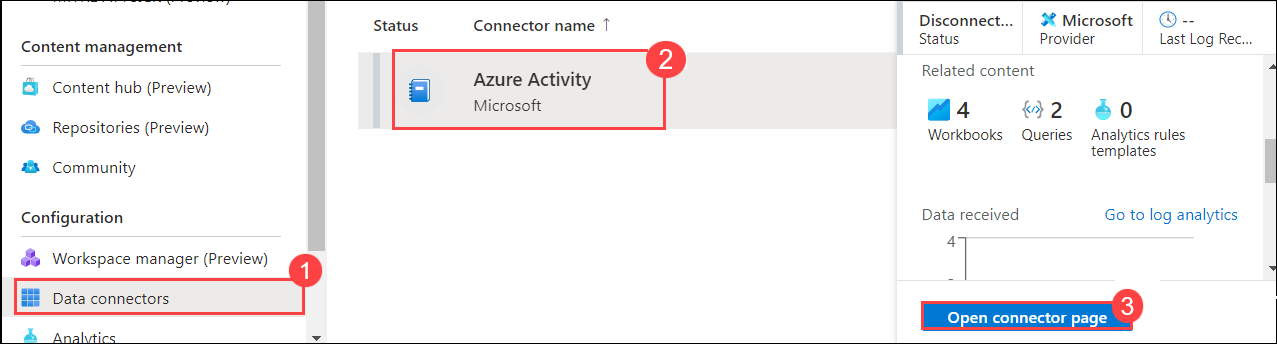 Content management
Content hub (Preview)
Repositories (Preview)
Community
Configuration
Workspace manager (Preview)
1
Data connectors
Analytics
Status Connector name ↑
2
Azure Activity
Microsoft
Disconnect... Microsoft --
Status Provider Last Log Rec...
Related content
4 2 0
Workbooks Queries Analytics rules
templates
Data received Go to log analytics
4
3
Open connector page